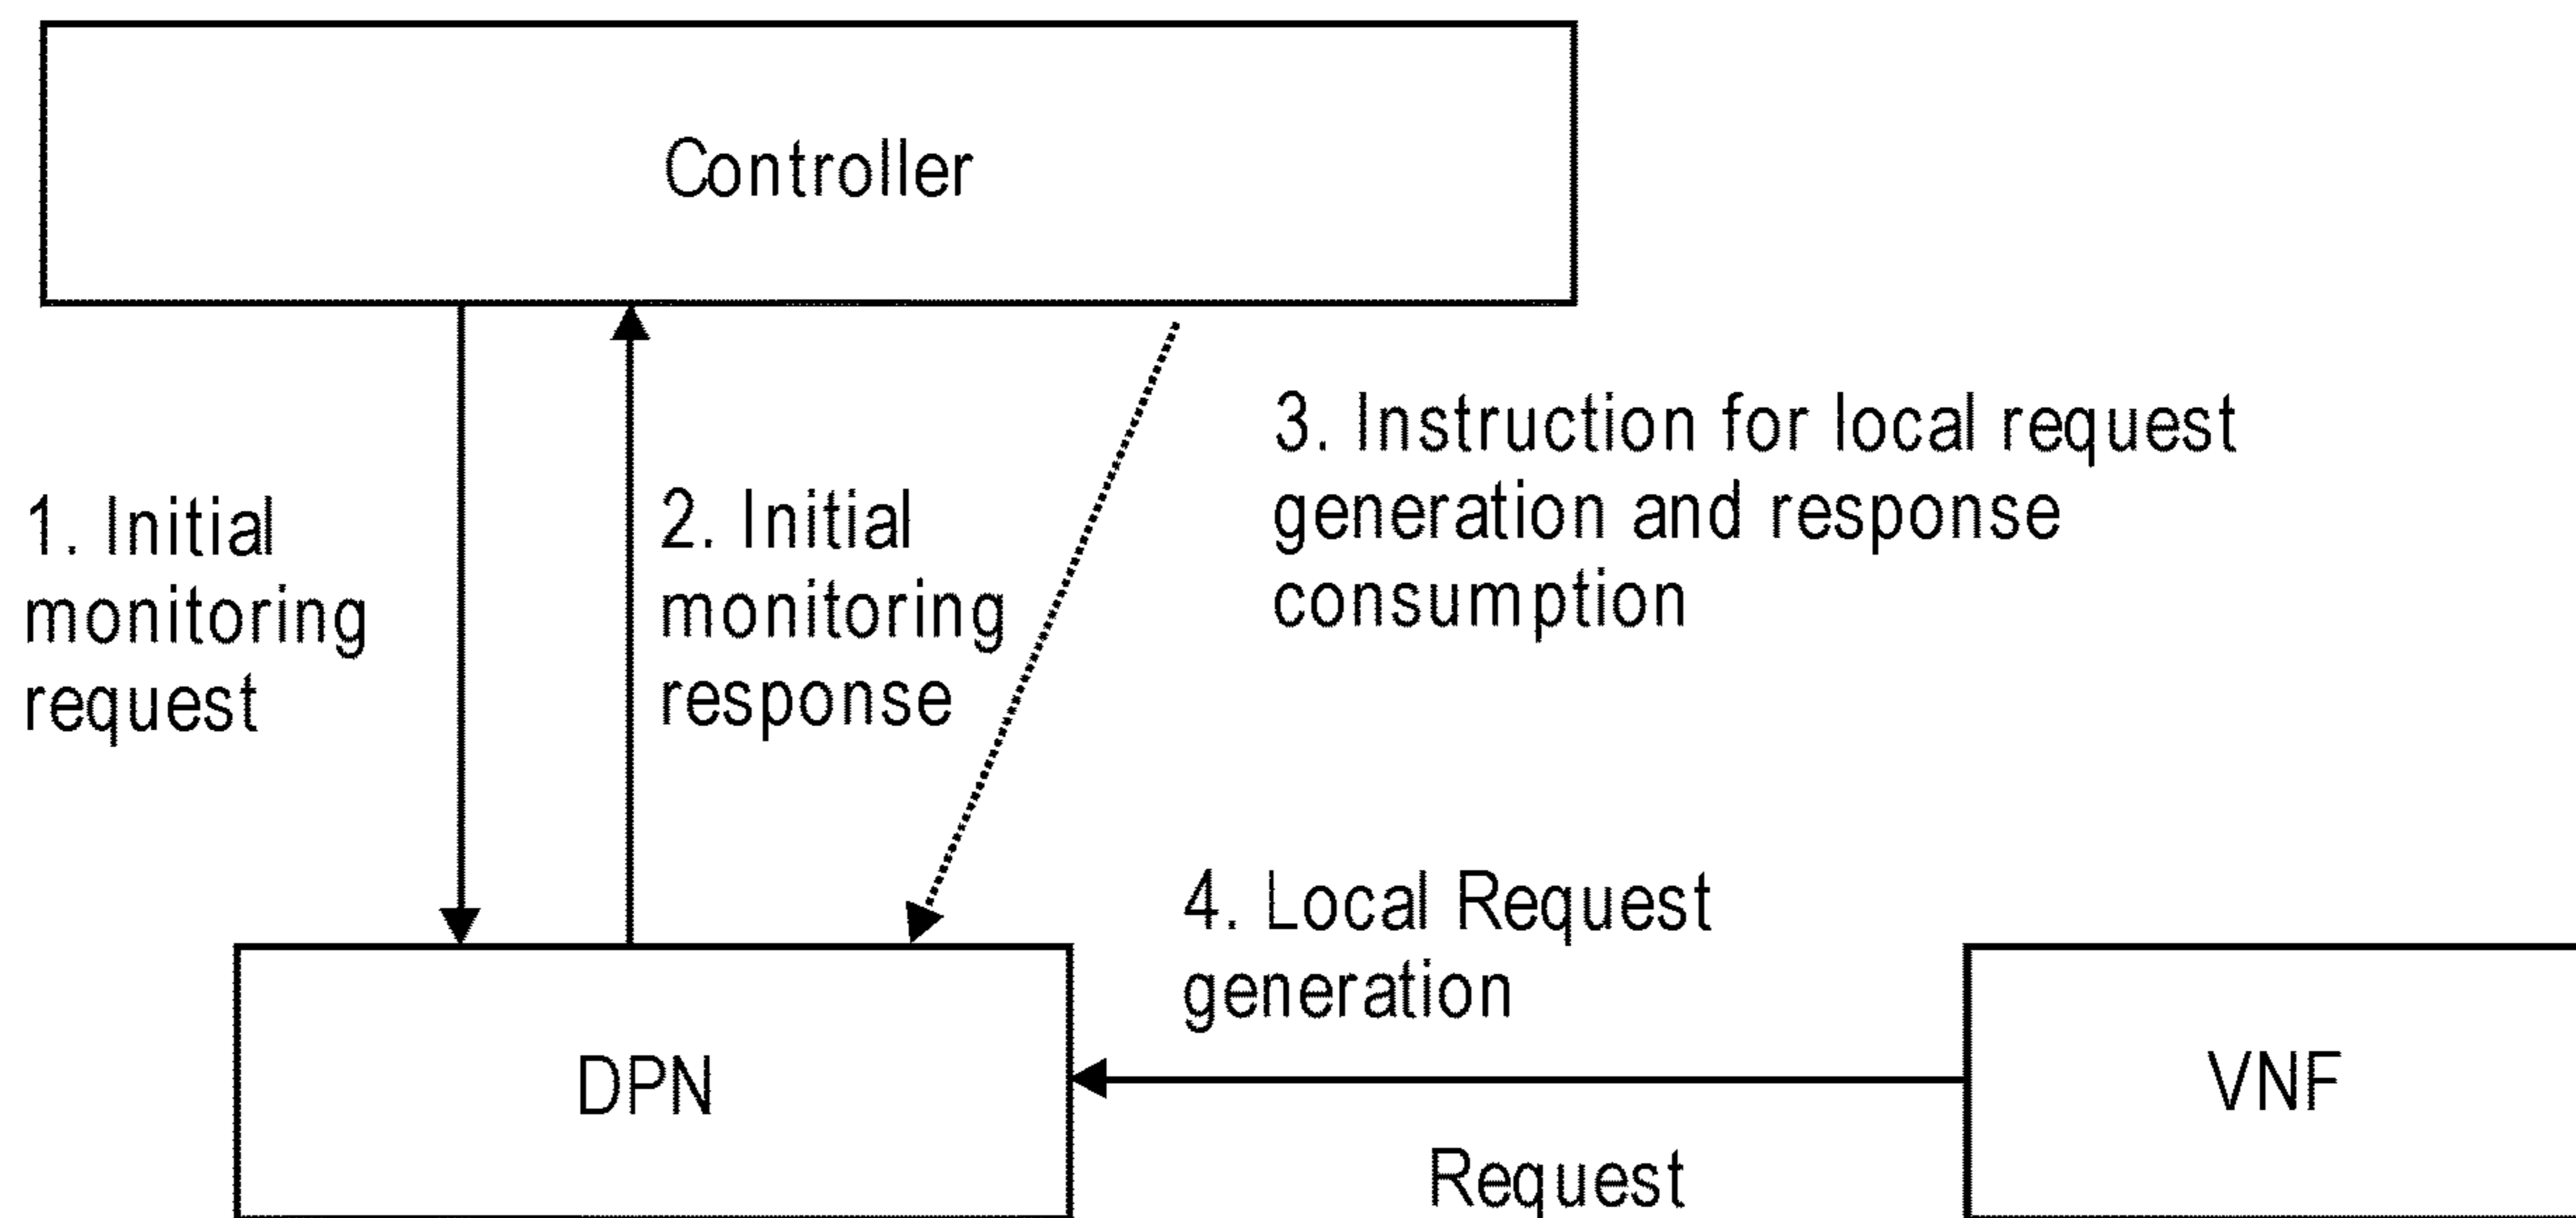 Controller
1. Initial
monitoring
request
2. Initial
monitoring
response
3. Instruction for local request
generation and response
consumption
4. Local Request
generation
DPN
VNF
Request